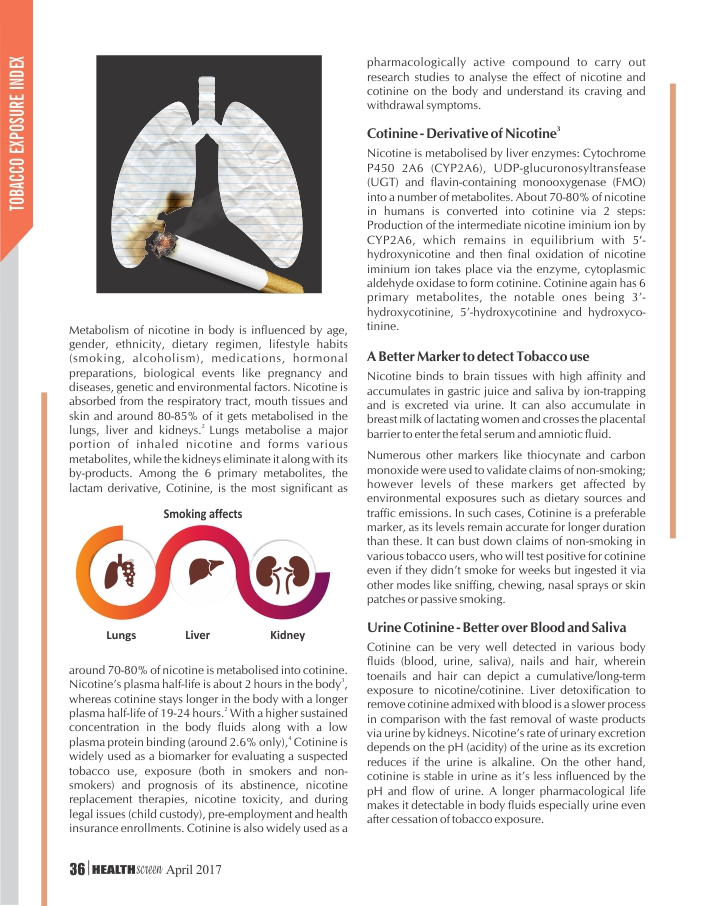 TOBACCO EXPOSURE INDEX
Metabolism of nicotine in body is influenced by age,
gender, ethnicity, dietary regimen, lifestyle habits
(smoking, alcoholism), medications, hormonal
preparations, biological events like pregnancy and
diseases, genetic and environmental factors. Nicotine is
absorbed from the respiratory tract, mouth tissues and
skin and around 80-85% of it gets metabolised in the
lungs, liver and kidneys.2 Lungs metabolise a major
portion of inhaled nicotine and forms various
metabolites, while the kidneys eliminate it along with its
by-products. Among the 6 primary metabolites, the
lactam derivative, Cotinine, is the most significant as
Smoking affects
Lungs Liver Kidney
around 70-80% of nicotine is metabolised into cotinine.
Nicotine's plasma half-life is about 2 hours in the body3,
whereas cotinine stays longer in the body with a longer
plasma half-life of 19-24 hours.2 With a higher sustained
concentration in the body fluids along with a low
plasma protein binding (around 2.6% only),4 Cotinine is
widely used as a biomarker for evaluating a suspected
tobacco use, exposure (both in smokers and non-
smokers) and prognosis of its abstinence, nicotine
replacement therapies, nicotine toxicity, and during
legal issues (child custody), pre-employment and health
insurance enrollments. Cotinine is also widely used as a
pharmacologically active compound to carry out
research studies to analyse the effect of nicotine and
cotinine on the body and understand its craving and
withdrawal symptoms.
Cotinine - Derivative of Nicotine3
Nicotine is metabolised by liver enzymes: Cytochrome
P450 2A6 (CYP2A6), UDP-glucuronosyltransfease
(UGT) and flavin-containing monooxygenase (FMO)
into a number of metabolites. About 70-80% of nicotine
in humans is converted into cotinine via 2 steps:
Production of the intermediate nicotine iminium ion by
CYP2A6, which remains in equilibrium with 5'-
hydroxynicotine and then final oxidation of nicotine
iminium ion takes place via the enzyme, cytoplasmic
aldehyde oxidase to form cotinine. Cotinine again has 6
primary metabolites, the notable ones being 3'-
hydroxycotinine, 5'-hydroxycotinine and hydroxyco-
tinine.
A Better Marker to detect Tobacco use
Nicotine binds to brain tissues with high affinity and
accumulates in gastric juice and saliva by ion-trapping
and is excreted via urine. It can also accumulate in
breast milk of lactating women and crosses the placental
barrier to enter the fetal serum and amniotic fluid.
Numerous other markers like thiocynate and carbon
monoxide were used to validate claims of non-smoking;
however levels of these markers get affected by
environmental exposures such as dietary sources and
traffic emissions. In such cases, Cotinine is a preferable
marker, as its levels remain accurate for longer duration
than these. It can bust down claims of non-smoking in
various tobacco users, who will test positive for cotinine
even if they didn't smoke for weeks but ingested it via
other modes like sniffing, chewing, nasal sprays or skin
patches or passive smoking.
Urine Cotinine - Better over Blood and Saliva
Cotinine can be very well detected in various body
fluids (blood, urine, saliva), nails and hair, wherein
toenails and hair can depict a cumulative/long-term
exposure to nicotine/cotinine. Liver detoxification to
remove cotinine admixed with blood is a slower process
in comparison with the fast removal of waste products
via urine by kidneys. Nicotine's rate of urinary excretion
depends on the pH (acidity) of the urine as its excretion
reduces if the urine is alkaline. On the other hand,
cotinine is stable in urine as it's less influenced by the
pH and flow of urine. A longer pharmacological life
makes it detectable in body fluids especially urine even
after cessation of tobacco exposure.
36 | HEALTHscreen April 2017